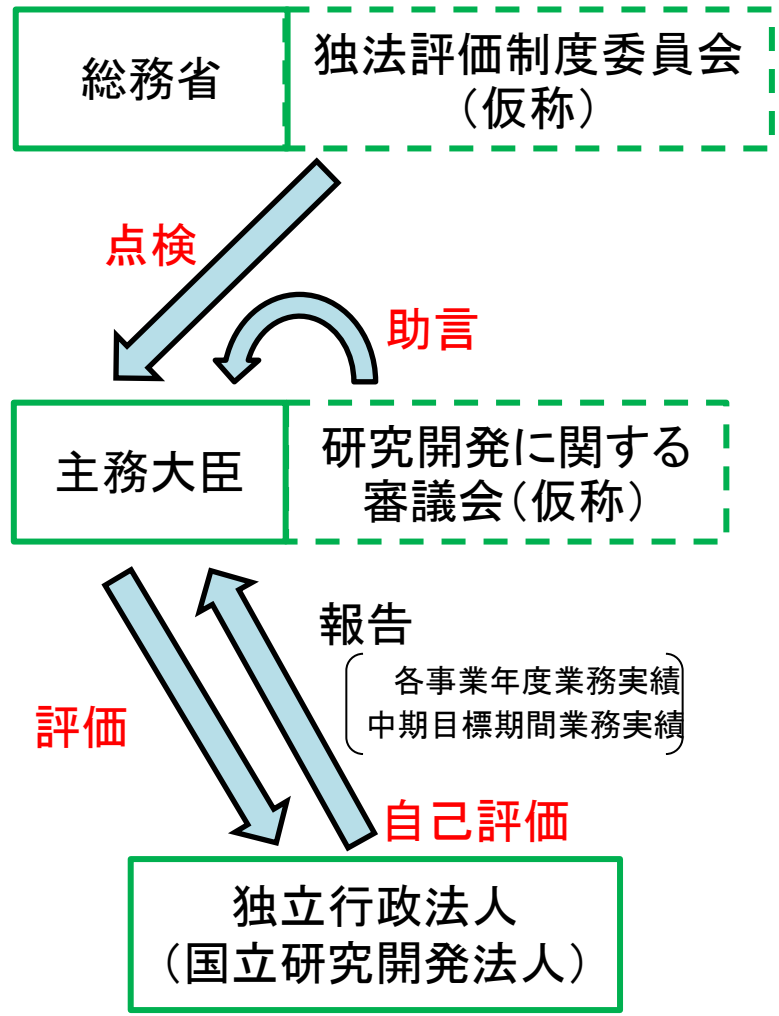 総務省
独法評価制度委員会
（仮称）
点検
助言
主務大臣
研究開発に関する
審議会（仮称）
報告
各事業年度業務実績
中期目標期間業務実績
評価
自己評価
独立行政法人
（国立研究開発法人）